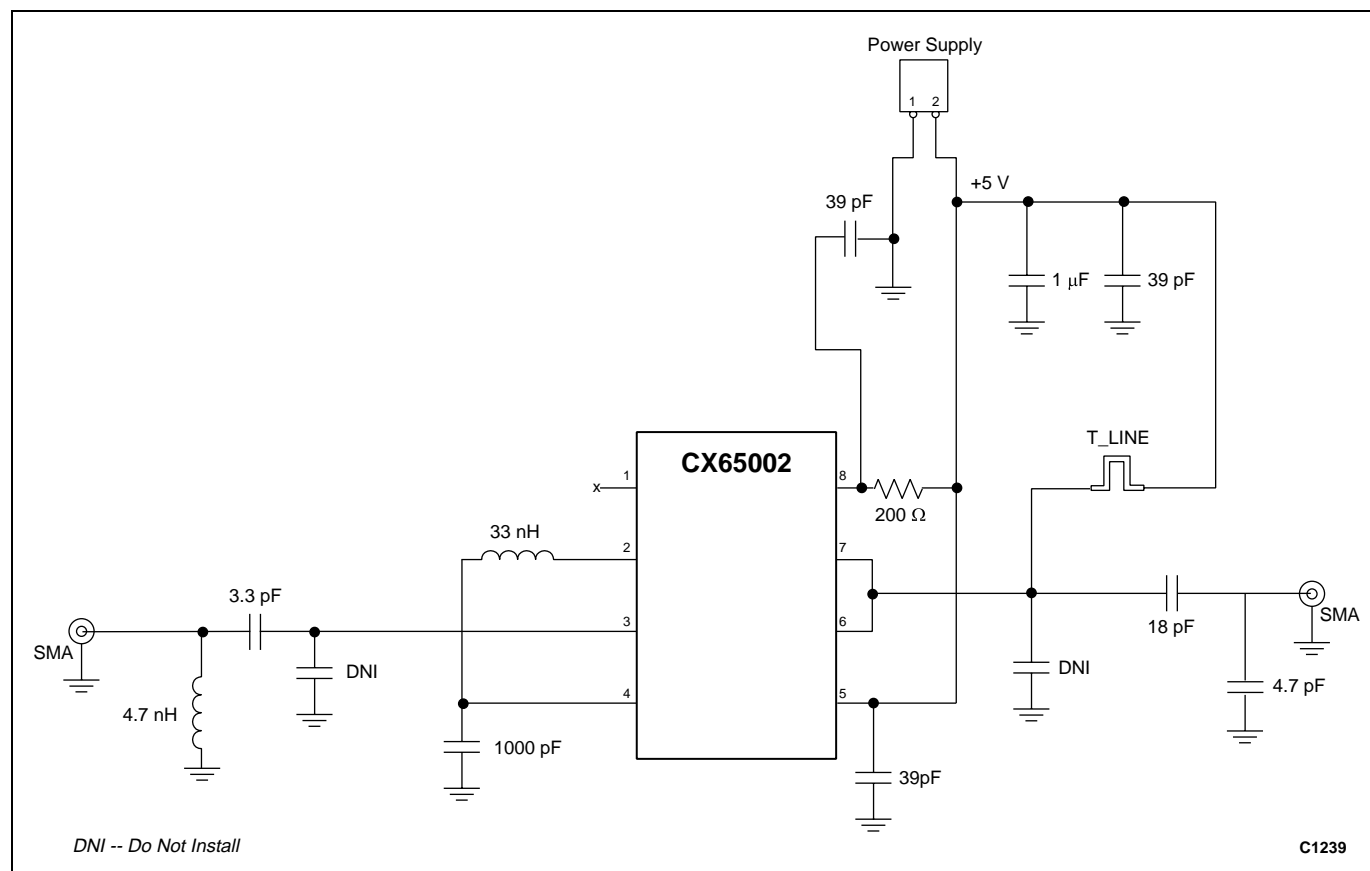 Power Supply
1 2
+5 V
39 pF
1 μF
39 pF
T_LINE
CX65002
1
8
200 Ω
33 nH
2
7
3.3 pF
3
6
SMA
DNI
18 pF
SMA
4.7 nH
4
5
DNI
4.7 pF
1000 pF
39pF
x
DNI -- Do Not Install
C1239